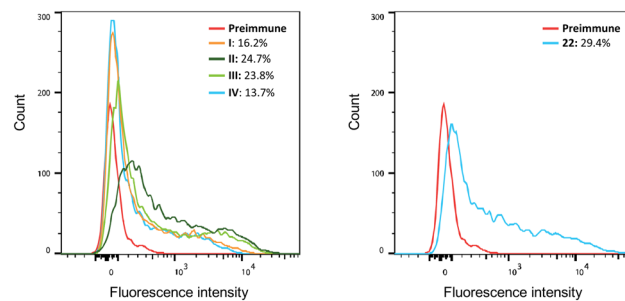 300
200
100
0
Count
0
10³
10⁴
Fluorescence intensity
Preimmune
I: 16.2%
II: 24.7%
III: 23.8%
IV: 13.7%
300
200
100
0
Count
0
10³
10⁴
Fluorescence intensity
Preimmune
22: 29.4%